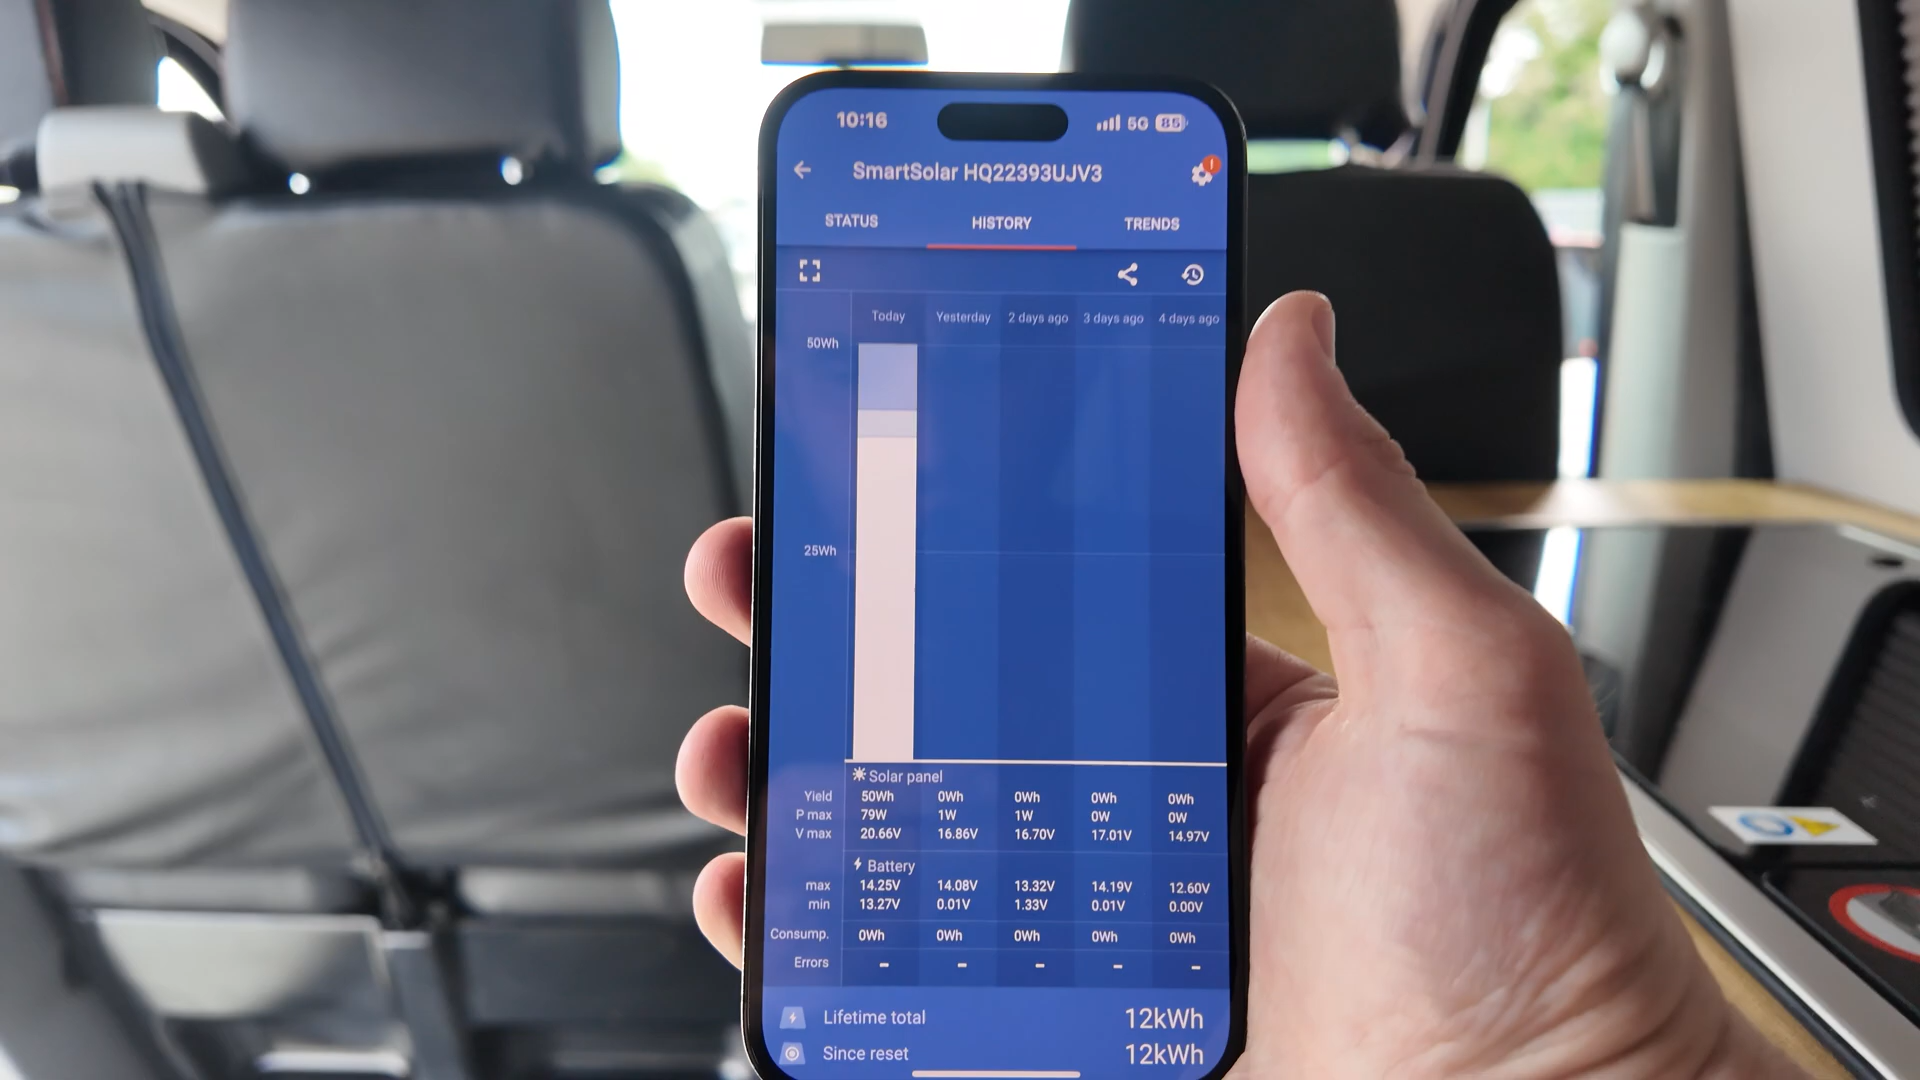 10:16 5G 85
SmartSolar HQ22393UJV3 !
STATUS HISTORY TRENDS
Today Yesterday 2 days ago 3 days ago 4 days ago
50Wh
25Wh
Solar panel
Yield 50Wh 0Wh 0Wh 0Wh 0Wh
P max 79W 1W 1W 0W 0W
V max 20.66V 16.86V 16.70V 17.01V 14.97V
Battery
max 14.25V 14.08V 13.32V 14.19V 12.60V
min 13.27V 0.01V 1.33V 0.01V 0.00V
Consump. 0Wh 0Wh 0Wh 0Wh 0Wh
Errors - - - - -
Lifetime total 12kWh
Since reset 12kWh